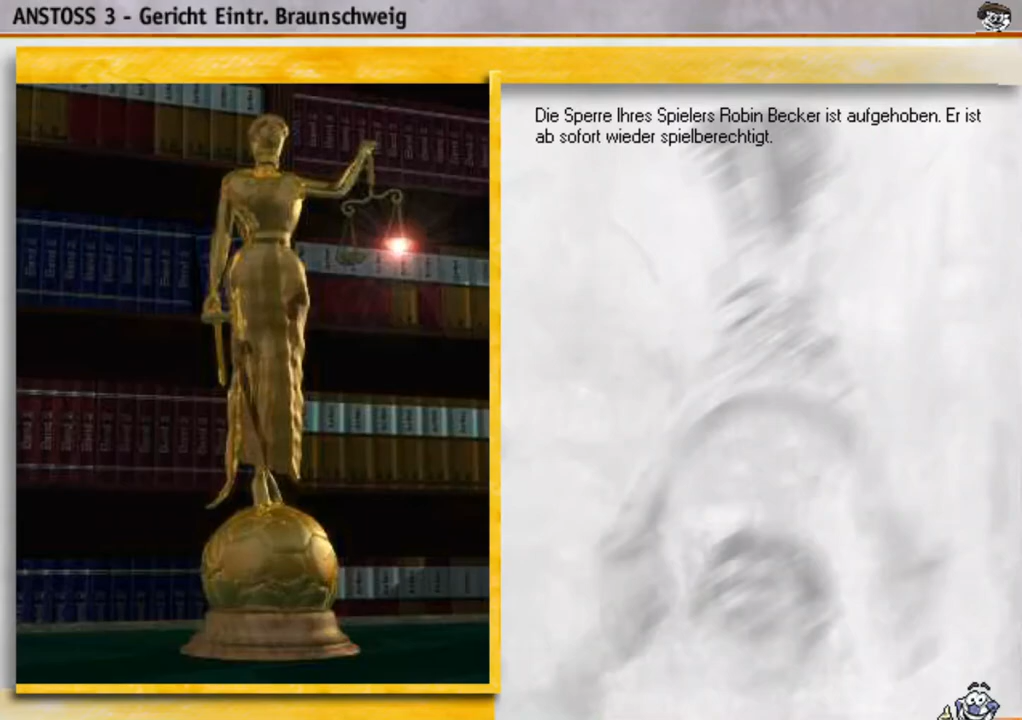 ANSTOSS 3 - Gericht Eintr. Braunschweig
Die Sperre Ihres Spielers Robin Becker ist aufgehoben. Er ist
ab sofort wieder spielberechtigt.